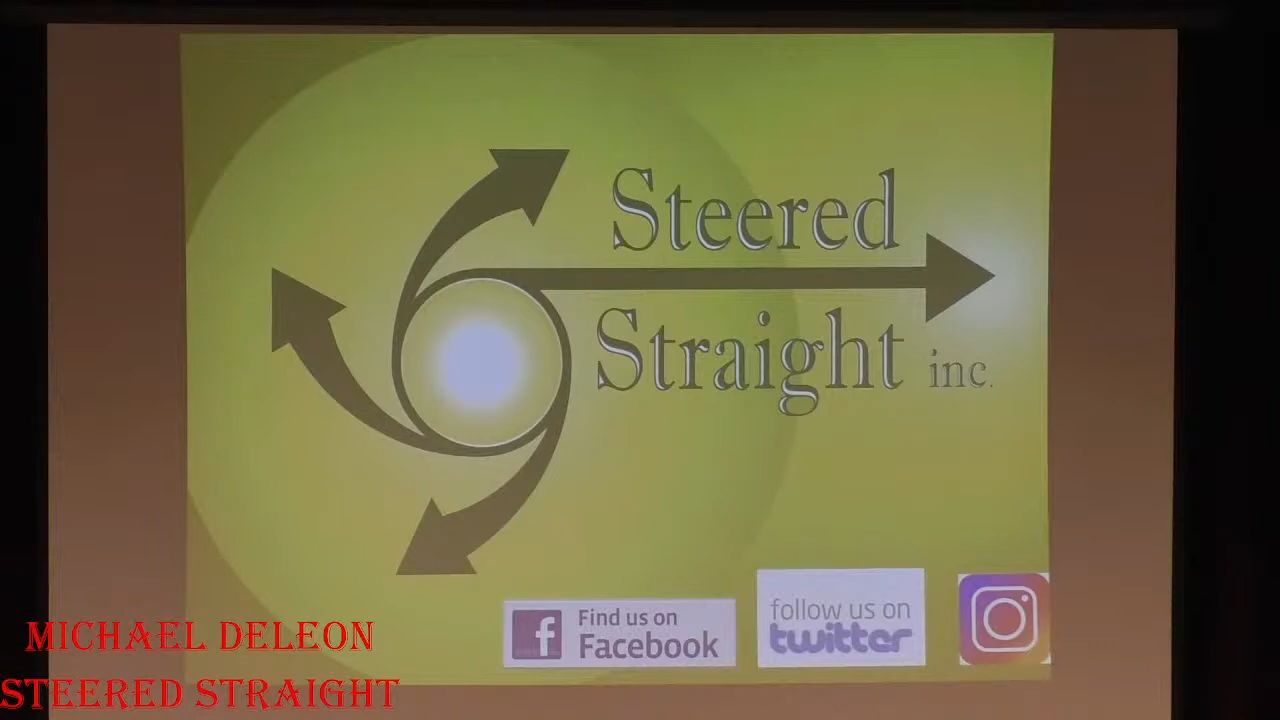 Steered
Straight inc.
Find us on
Facebook
follow us on
twitter
MICHAEL DELEON
STEERED STRAIGHT